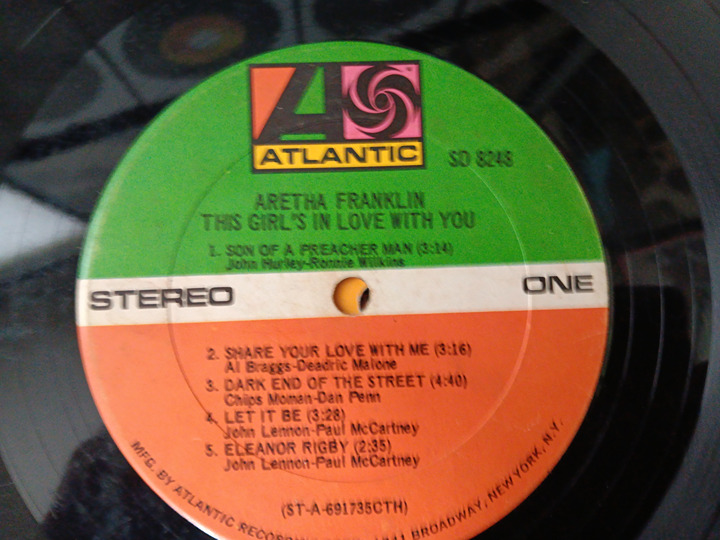 ATLANTIC
SD 8248
ARETHA FRANKLIN
THIS GIRL'S IN LOVE WITH YOU
1. SON OF A PREACHER MAN (3:14)
John Hurley-Ronnie Wilkins
STEREO
ONE
2. SHARE YOUR LOVE WITH ME (3:16)
Al Braggs-Deadric Malone
3. DARK END OF THE STREET (4:40)
Chips Moman-Dan Penn
4. LET IT BE (3:28)
John Lennon-Paul McCartney
5. ELEANOR RIGBY (2:35)
John Lennon-Paul McCartney
(ST-A-691735CTH)
MFG. BY ATLANTIC BROADWAY, NEW YORK, N.Y.